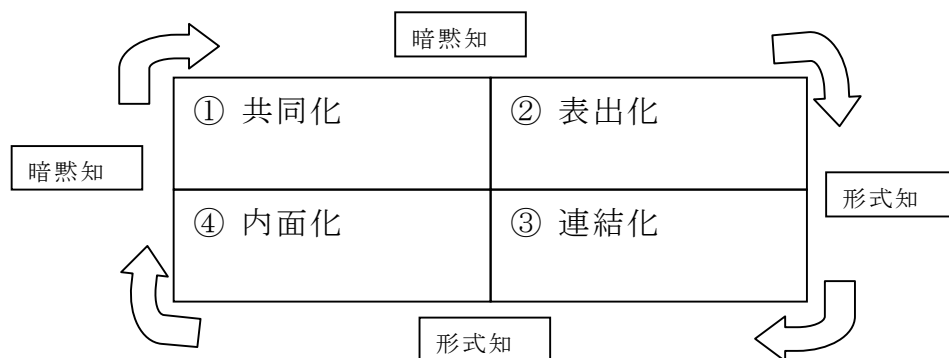 暗黙知
① 共同化
② 表出化
暗黙知
形式知
④ 内面化
③ 連結化
形式知